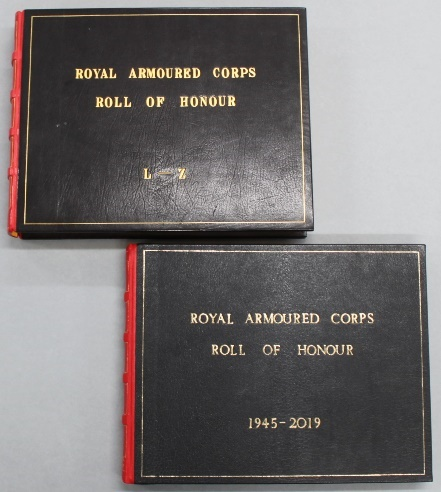 ROYAL ARMOURED CORPS
ROLL OF HONOUR
L — Z
ROYAL ARMOURED CORPS
ROLL OF HONOUR
1945-2019